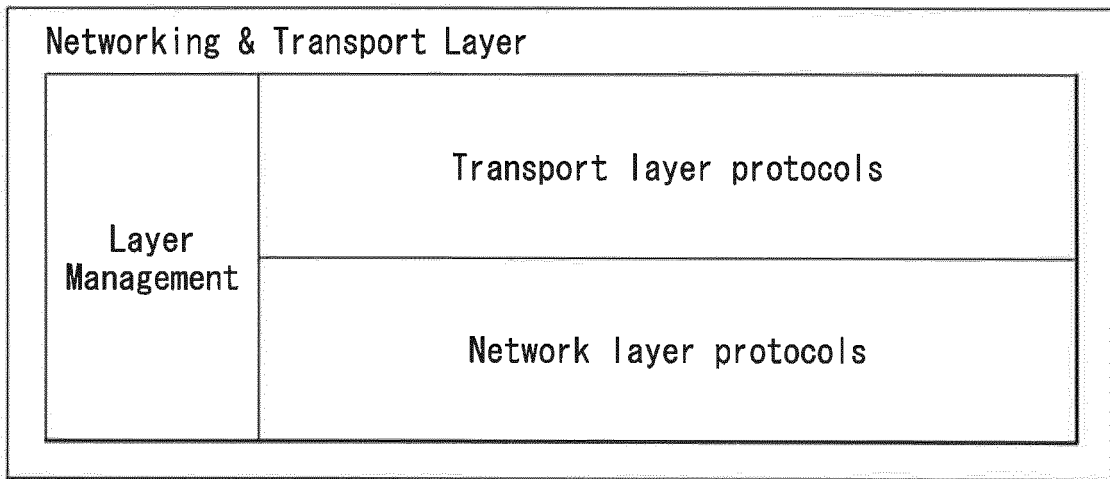 Networking & Transport Layer
Transport layer protocols
Layer
Management
Network layer protocols